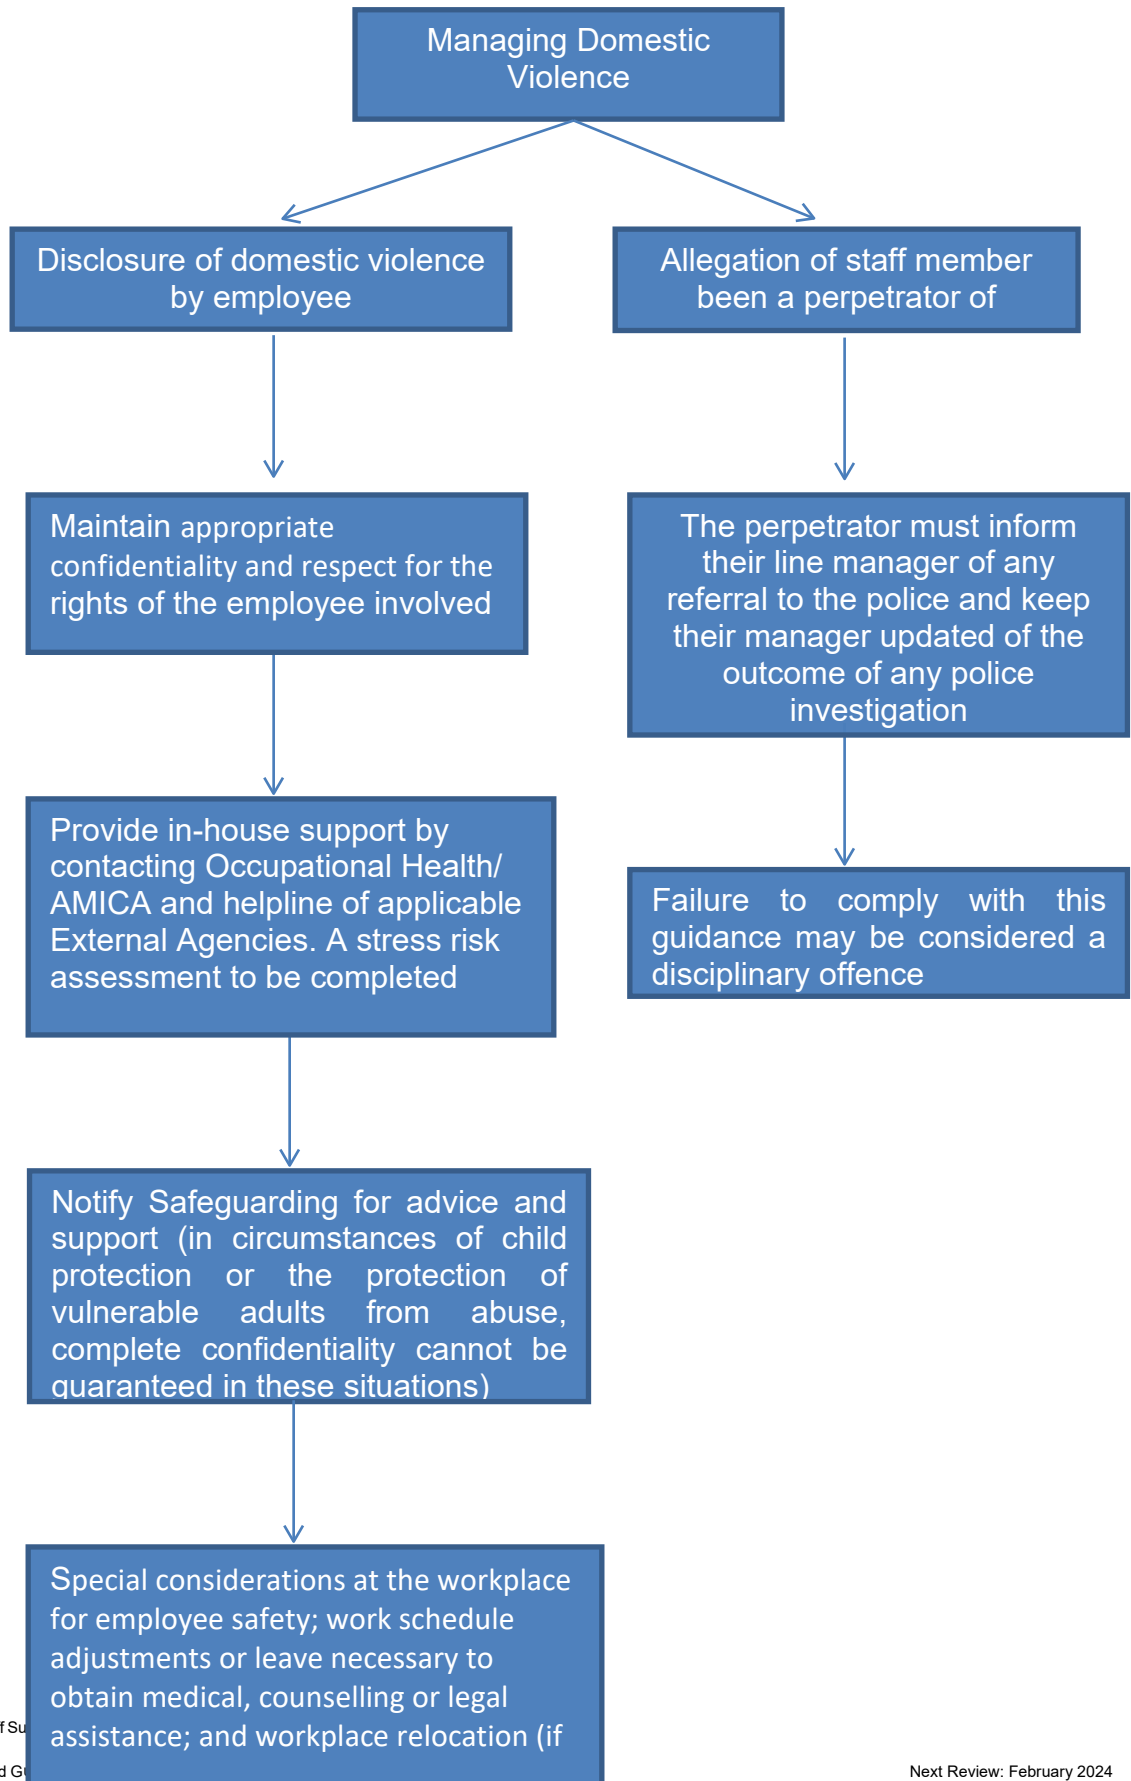 Managing Domestic
Violence
Disclosure of domestic violence
by employee
Allegation of staff member
been a perpetrator of
Maintain appropriate
confidentiality and respect for the
rights of the employee involved
The perpetrator must inform
their line manager of any
referral to the police and keep
their manager updated of the
outcome of any police
investigation
Provide in-house support by
contacting Occupational Health/
AMICA and helpline of applicable
External Agencies. A stress risk
assessment to be completed
Failure to comply with this
guidance may be considered a
disciplinary offence
Notify Safeguarding for advice and
support (in circumstances of child
protection or the protection of
vulnerable adults from abuse,
complete confidentiality cannot be
guaranteed in these situations)
Special considerations at the workplace
for employee safety; work schedule
adjustments or leave necessary to
obtain medical, counselling or legal
assistance; and workplace relocation (if
Next Review: February 2024